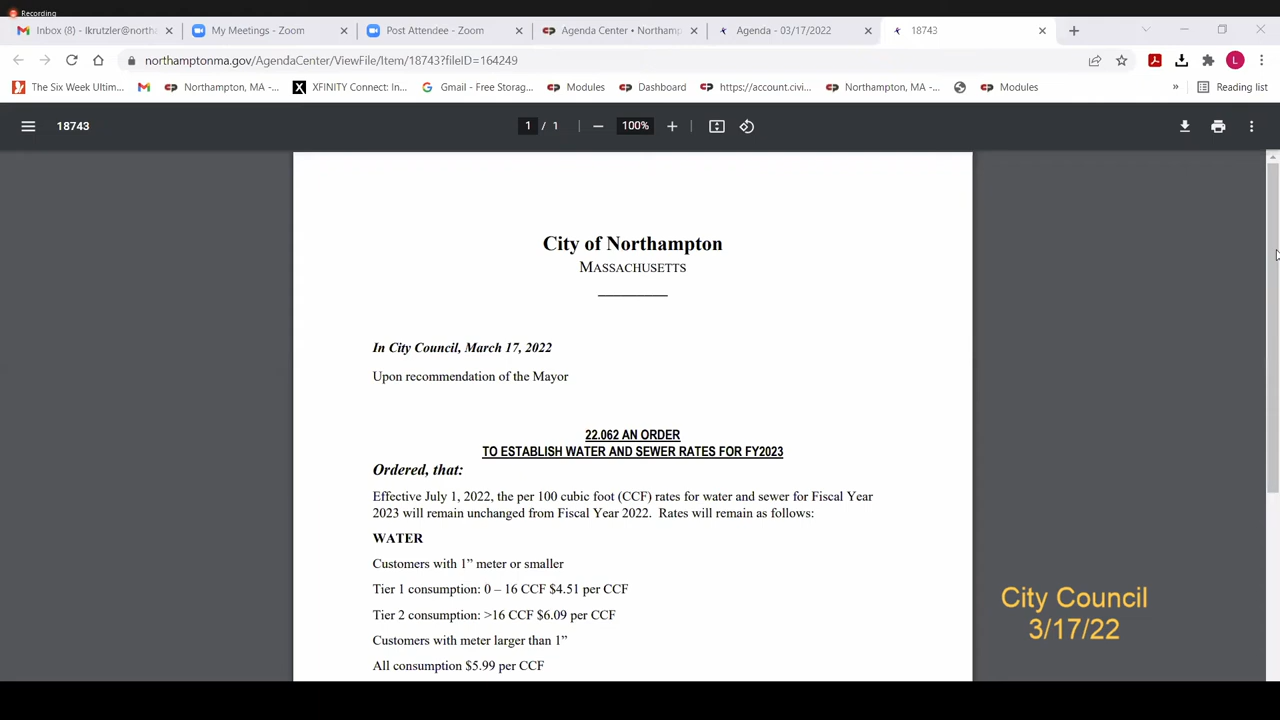 Recording
Inbox (8) - lkrutzler@north
My Meetings - Zoom
Post Attendee - Zoom
Agenda Center • Northamp
Agenda - 03/17/2022
18743
northamptonma.gov/AgendaCenter/ViewFile/Item/18743?fileID=164249
L
The Six Week Ultim...
Northampton, MA -...
XFINITY Connect: In...
Gmail - Free Storag...
Modules
Dashboard
https://account.civi...
Northampton, MA -...
Modules
»
Reading list
18743
1 / 1
100%
City of Northampton
MASSACHUSETTS
In City Council, March 17, 2022
Upon recommendation of the Mayor
22.062 AN ORDER
TO ESTABLISH WATER AND SEWER RATES FOR FY2023
Ordered, that:
Effective July 1, 2022, the per 100 cubic foot (CCF) rates for water and sewer for Fiscal Year
2023 will remain unchanged from Fiscal Year 2022.  Rates will remain as follows:
WATER
Customers with 1” meter or smaller
Tier 1 consumption: 0 – 16 CCF $4.51 per CCF
Tier 2 consumption: >16 CCF $6.09 per CCF
Customers with meter larger than 1”
All consumption $5.99 per CCF
City Council
3/17/22